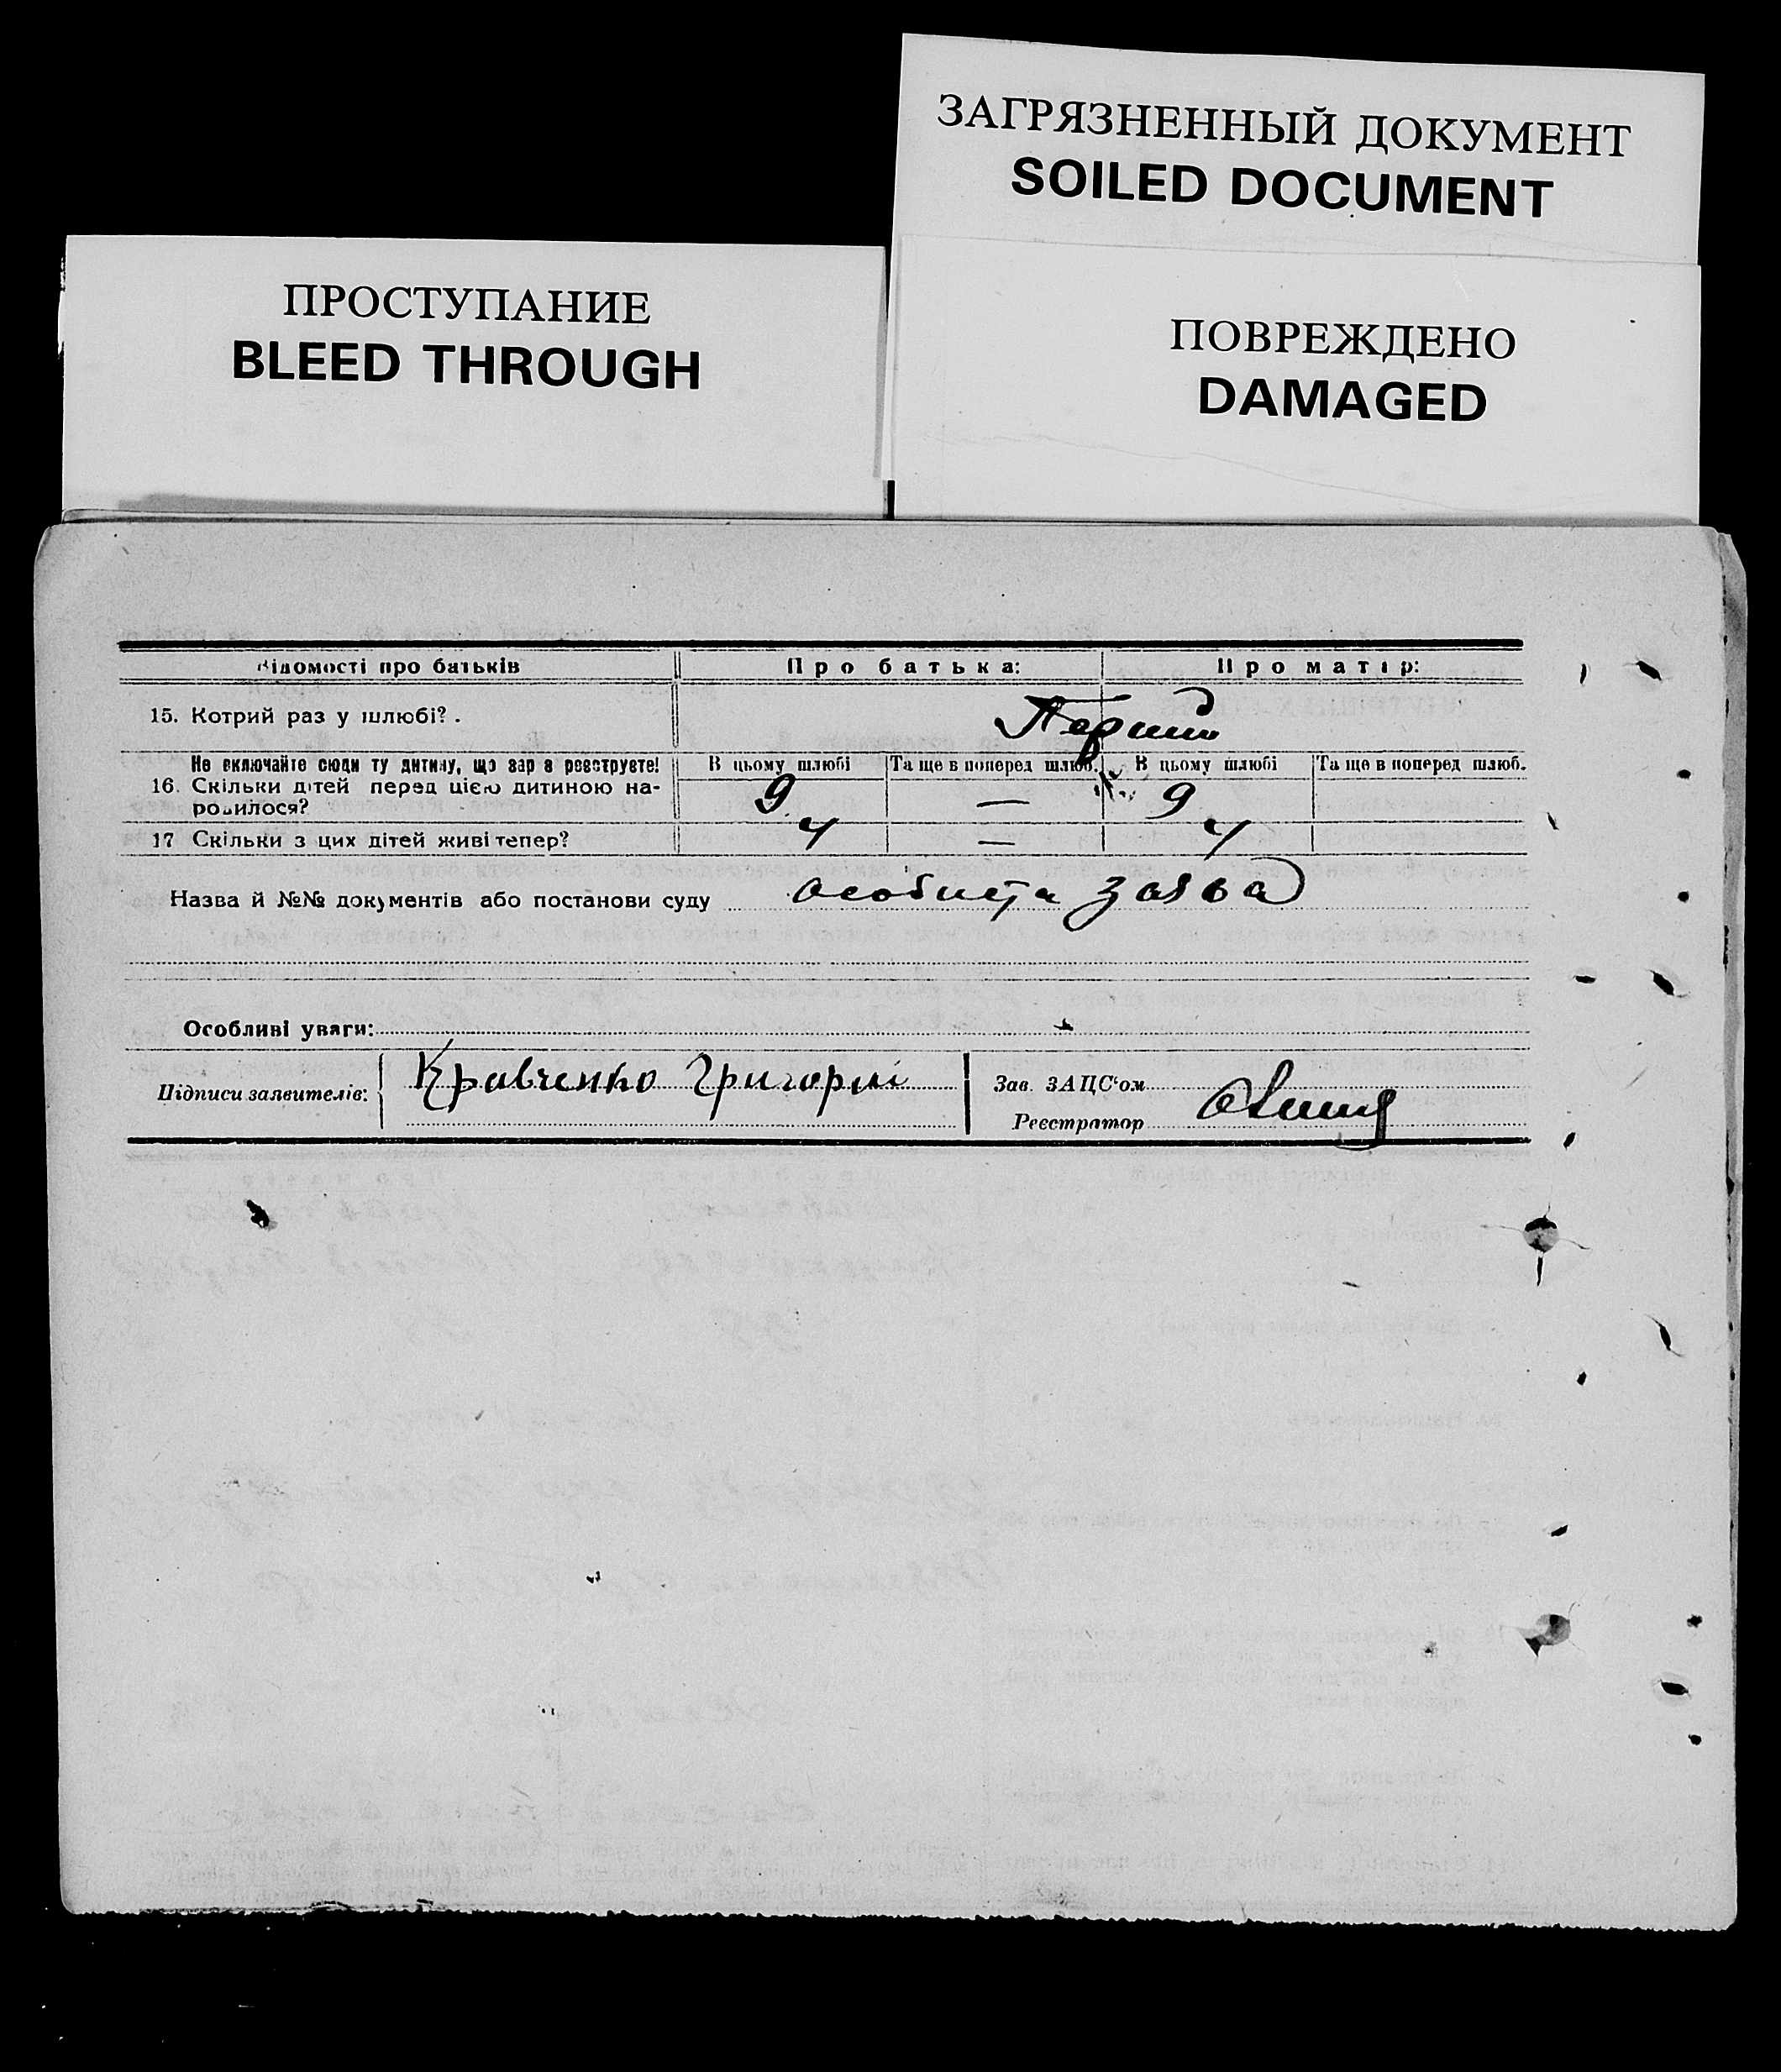 ЗАГРЯЗНЕННЫЙ ДОКУМЕНТ
SOILED DOCUMENT
ПРОСТУПАНИЕ
BLEED THROUGH
ПОВРЕЖДЕНО
DAMAGED
Відомості про батьків Про батька: Про матір:
15. Котрий раз у шлюбі? . Перший
Не включайте сюди ту дитину, що зар з реєструєте! В цьому шлюбі Та ще в поперед шлюб. В цьому шлюбі Та ще в поперед шлюб.
16. Скільки дітей перед цією дитиною на-
родилося? 9 — 9
17 Скільки з цих дітей живі тепер? 4 — 4
Назва й №№ документів або постанови суду особиста заява
Особливі уваги:
Підписи заявителів: Кравченко Григорій Зав. ЗАЦС'ом
Реєстратор